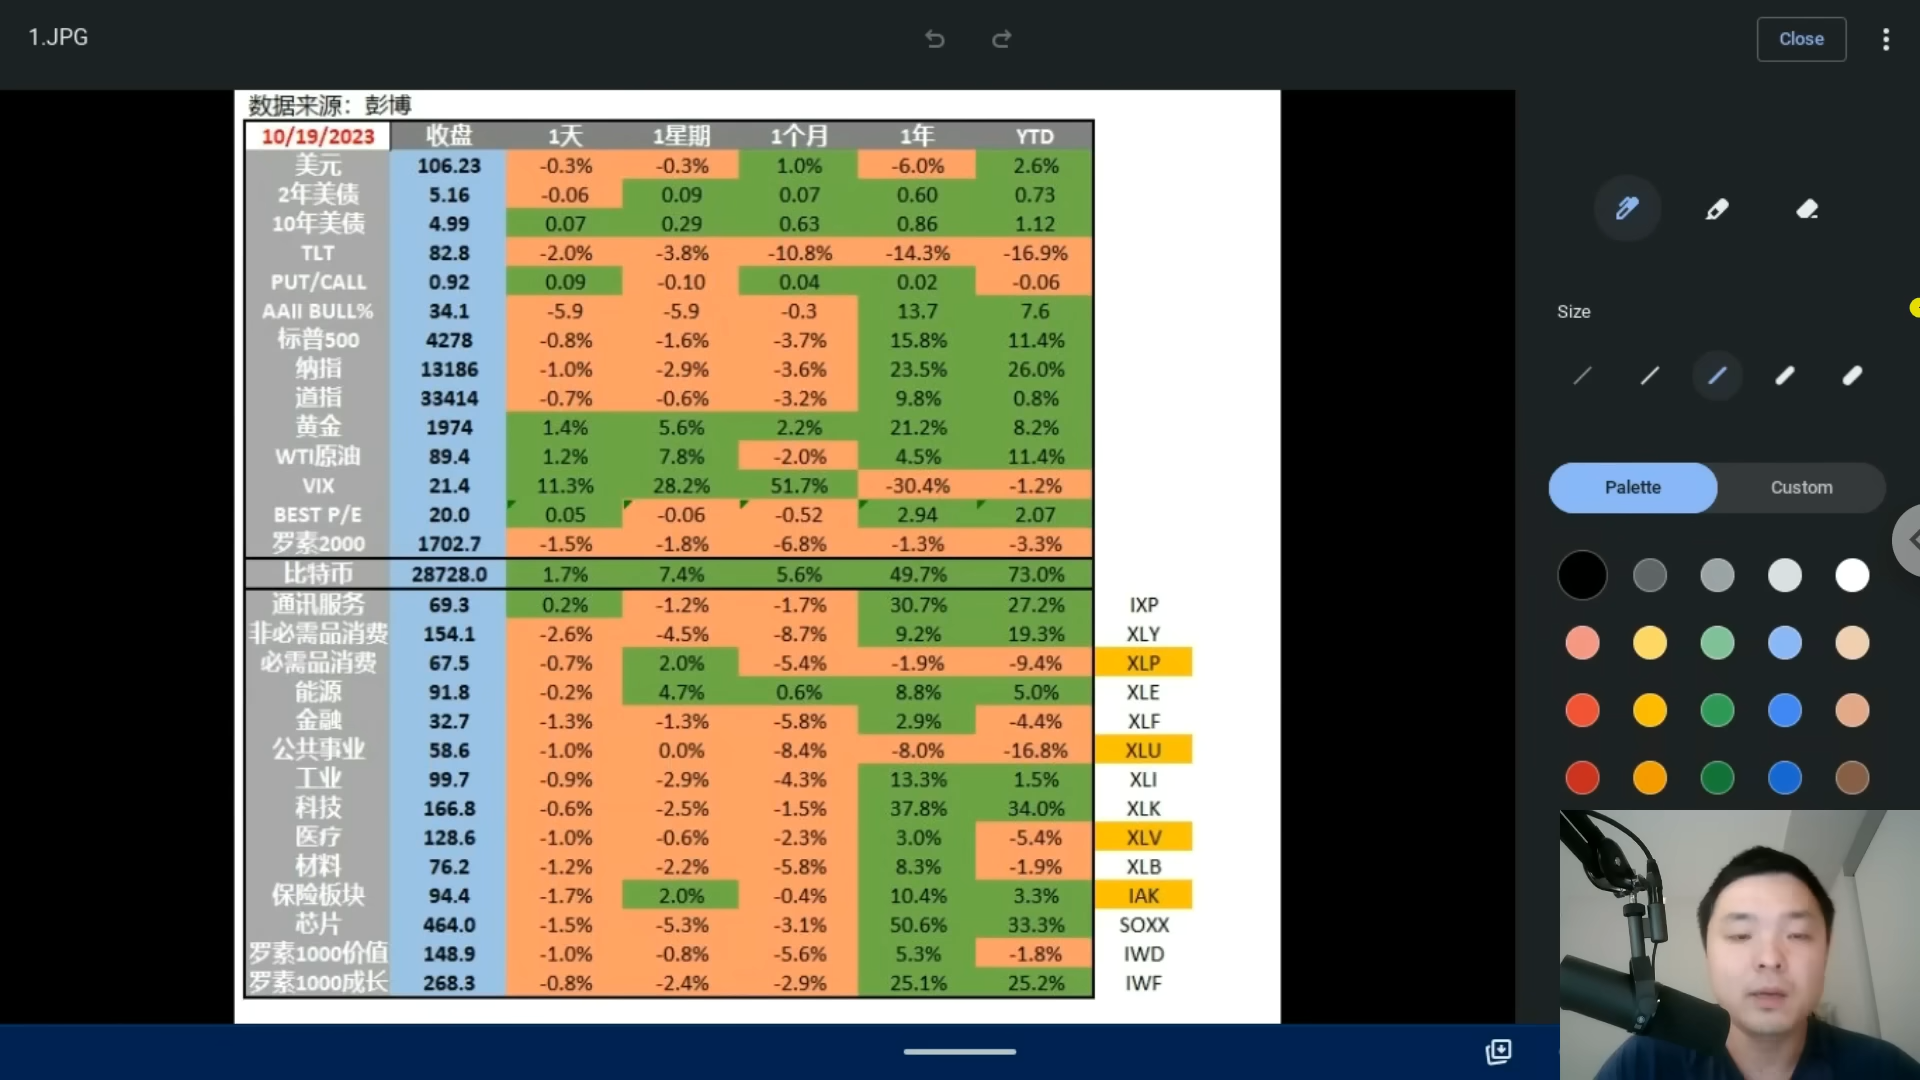 1.JPG
Close
数据来源：彭博
10/19/2023 收盘 1天 1星期 1个月 1年 YTD
美元 106.23 -0.3% -0.3% 1.0% -6.0% 2.6%
2年美债 5.16 -0.06 0.09 0.07 0.60 0.73
10年美债 4.99 0.07 0.29 0.63 0.86 1.12
TLT 82.8 -2.0% -3.8% -10.8% -14.3% -16.9%
PUT/CALL 0.92 0.09 -0.10 0.04 0.02 -0.06
AAII BULL% 34.1 -5.9 -5.9 -0.3 13.7 7.6
标普500 4278 -0.8% -1.6% -3.7% 15.8% 11.4%
纳指 13186 -1.0% -2.9% -3.6% 23.5% 26.0%
道指 33414 -0.7% -0.6% -3.2% 9.8% 0.8%
黄金 1974 1.4% 5.6% 2.2% 21.2% 8.2%
WTI原油 89.4 1.2% 7.8% -2.0% 4.5% 11.4%
VIX 21.4 11.3% 28.2% 51.7% -30.4% -1.2%
BEST P/E 20.0 0.05 -0.06 -0.52 2.94 2.07
罗素2000 1702.7 -1.5% -1.8% -6.8% -1.3% -3.3%
比特币 28728.0 1.7% 7.4% 5.6% 49.7% 73.0%
通讯服务 69.3 0.2% -1.2% -1.7% 30.7% 27.2% IXP
非必需品消费 154.1 -2.6% -4.5% -8.7% 9.2% 19.3% XLY
必需品消费 67.5 -0.7% 2.0% -5.4% -1.9% -9.4% XLP
能源 91.8 -0.2% 4.7% 0.6% 8.8% 5.0% XLE
金融 32.7 -1.3% -1.3% -5.8% 2.9% -4.4% XLF
公共事业 58.6 -1.0% 0.0% -8.4% -8.0% -16.8% XLU
工业 99.7 -0.9% -2.9% -4.3% 13.3% 1.5% XLI
科技 166.8 -0.6% -2.5% -1.5% 37.8% 34.0% XLK
医疗 128.6 -1.0% -0.6% -2.3% 3.0% -5.4% XLV
材料 76.2 -1.2% -2.2% -5.8% 8.3% -1.9% XLB
保险板块 94.4 -1.7% 2.0% -0.4% 10.4% 3.3% IAK
芯片 464.0 -1.5% -5.3% -3.1% 50.6% 33.3% SOXX
罗素1000价值 148.9 -1.0% -0.8% -5.6% 5.3% -1.8% IWD
罗素1000成长 268.3 -0.8% -2.4% -2.9% 25.1% 25.2% IWF
Size
Palette Custom